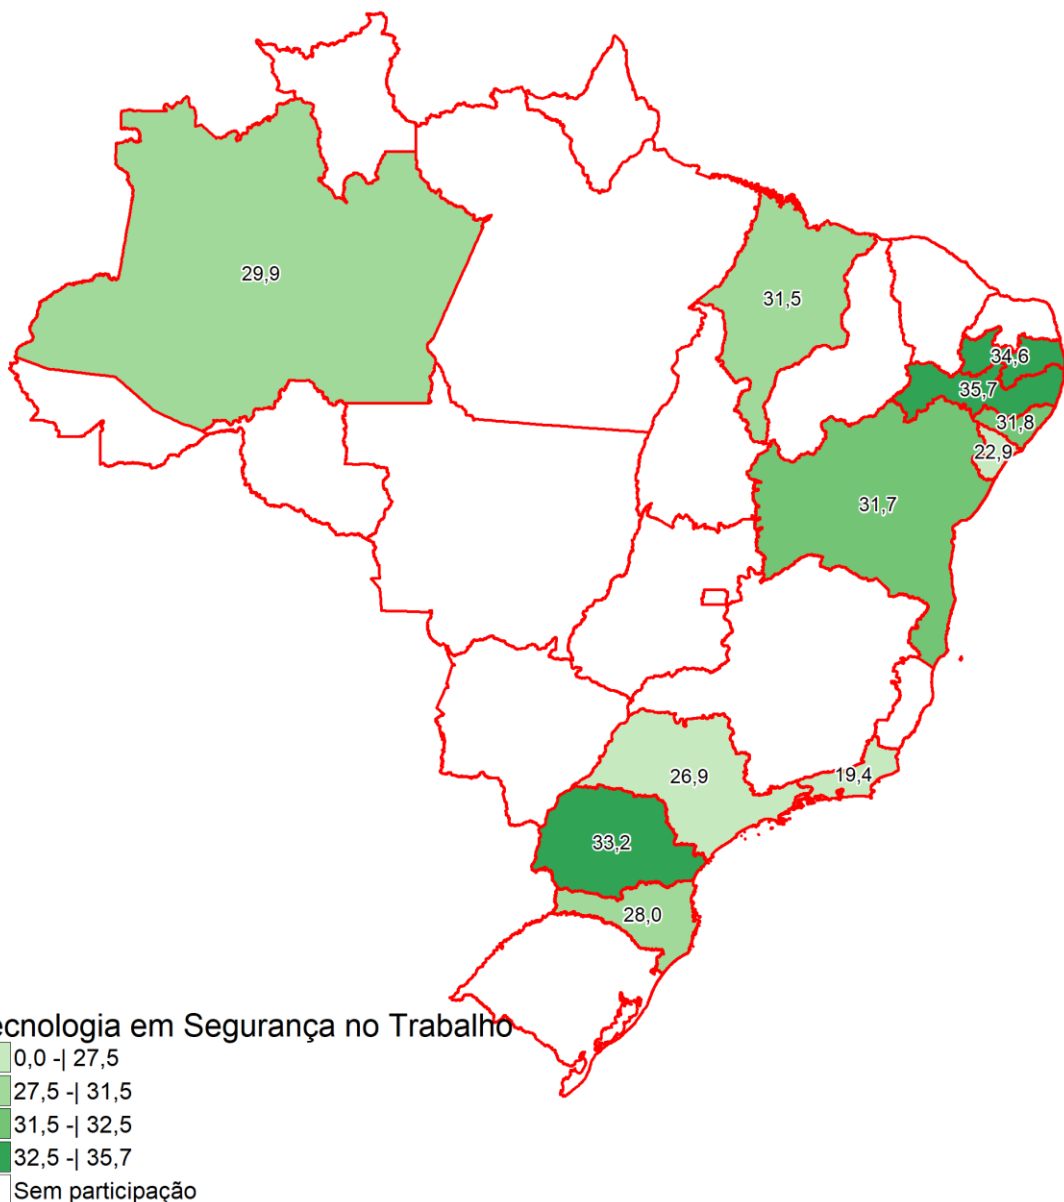 29,9
31,5
34,6
35,7
31,8
22,9
31,7
26,9
19,4
33,2
28,0
ecnologia em Segurança no Trabalho
0,0 -| 27,5
27,5 -| 31,5
31,5 -| 32,5
32,5 -| 35,7
Sem participação